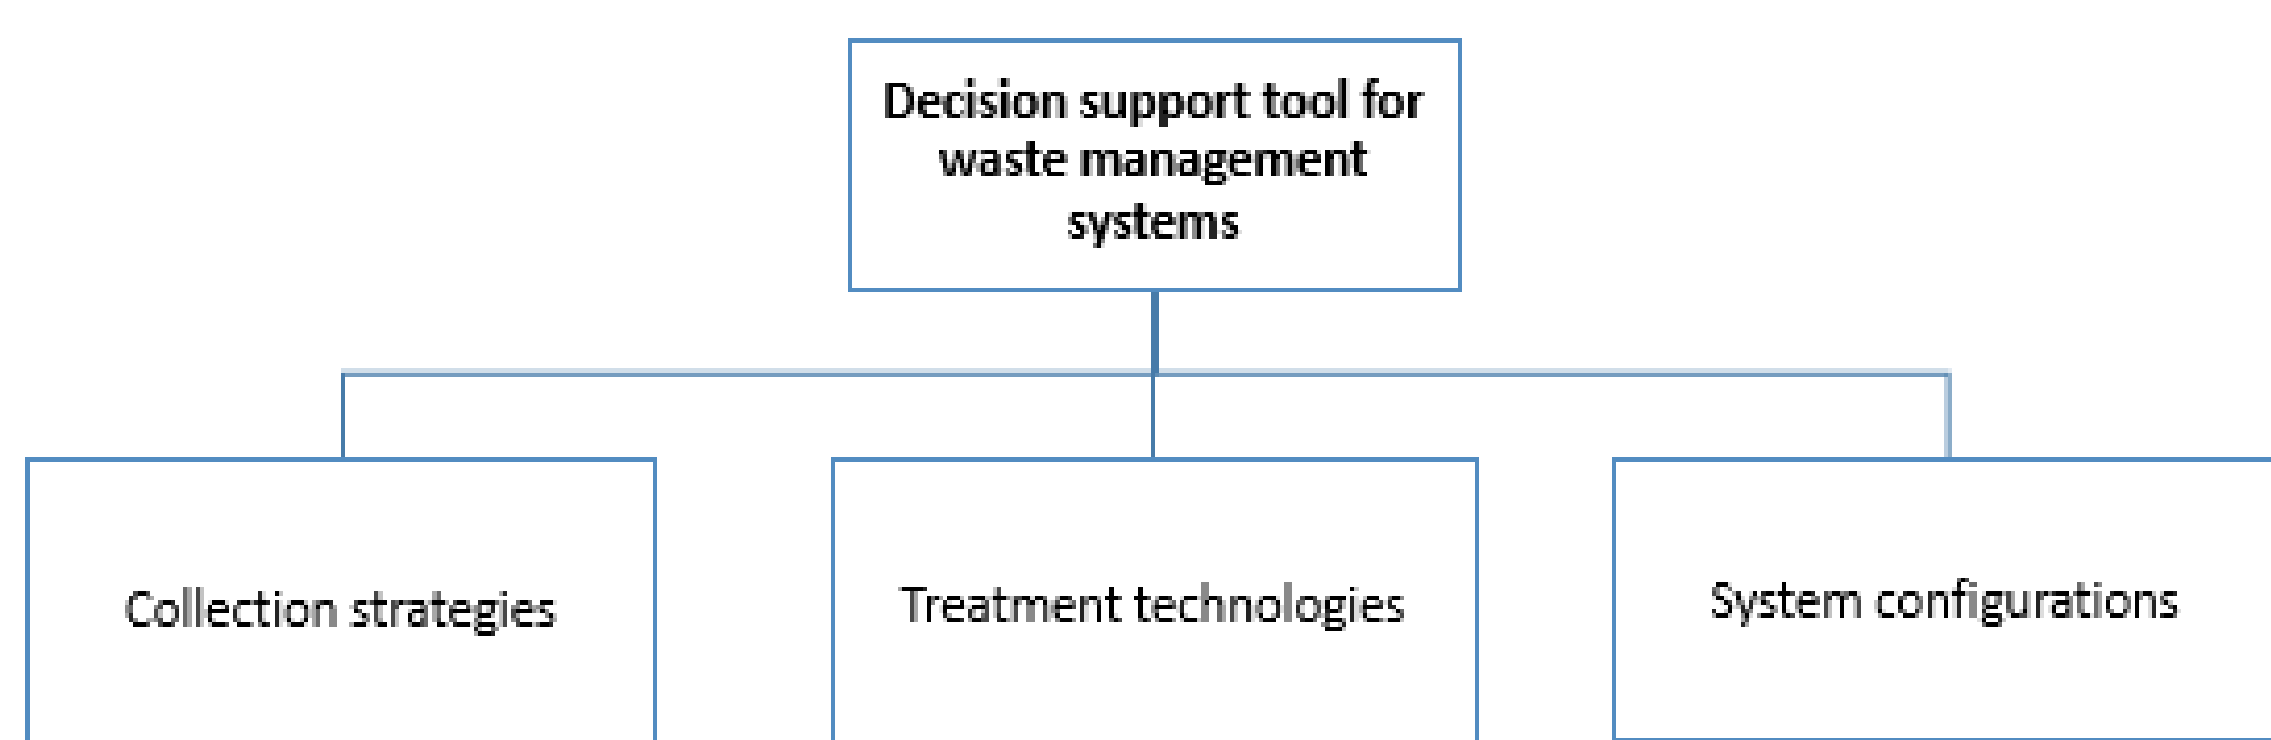 Decision support tool for
waste management
systems
Collection strategies
Treatment technologies
System configurations